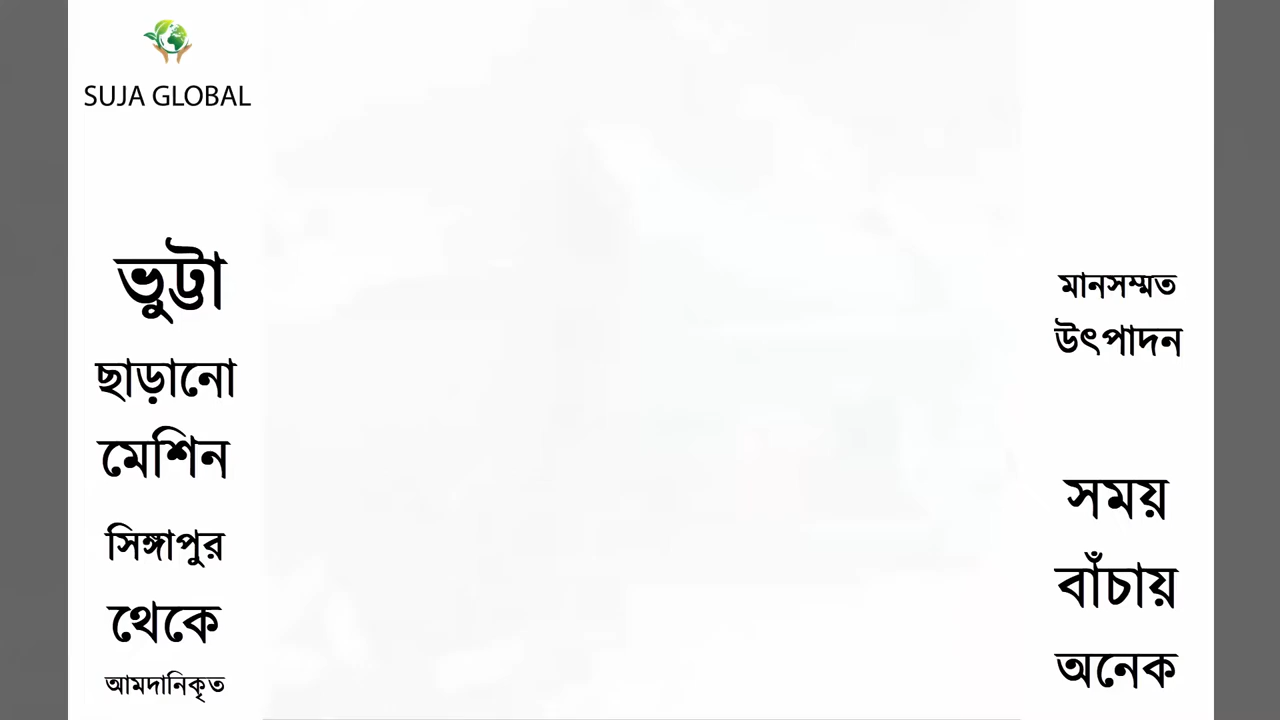 SUJA GLOBAL
ভুট্টা
ছাড়ানো
মেশিন
সিঙ্গাপুর
থেকে
আমদানিকৃত
মানসম্মত
উৎপাদন
সময়
বাঁচায়
অনেক